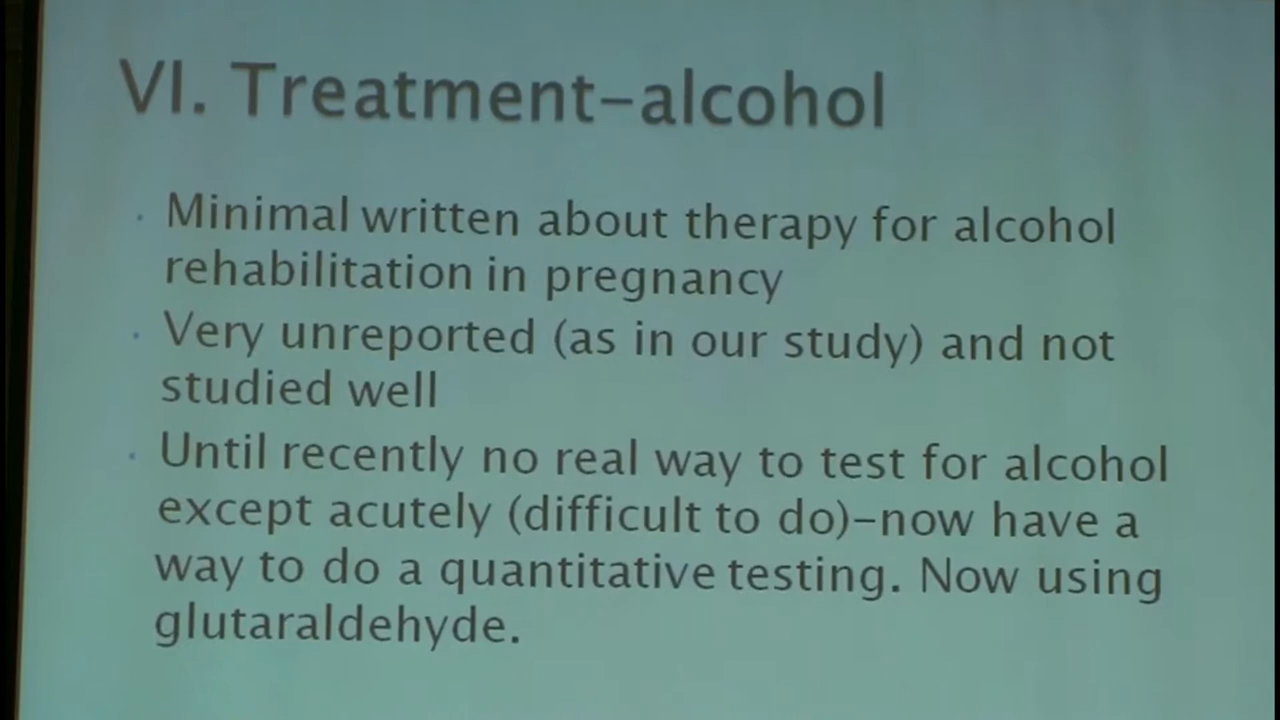 VI. Treatment-alcohol
· Minimal written about therapy for alcohol
rehabilitation in pregnancy
· Very unreported (as in our study) and not
studied well
· Until recently no real way to test for alcohol
except acutely (difficult to do)-now have a
way to do a quantitative testing. Now using
glutaraldehyde.